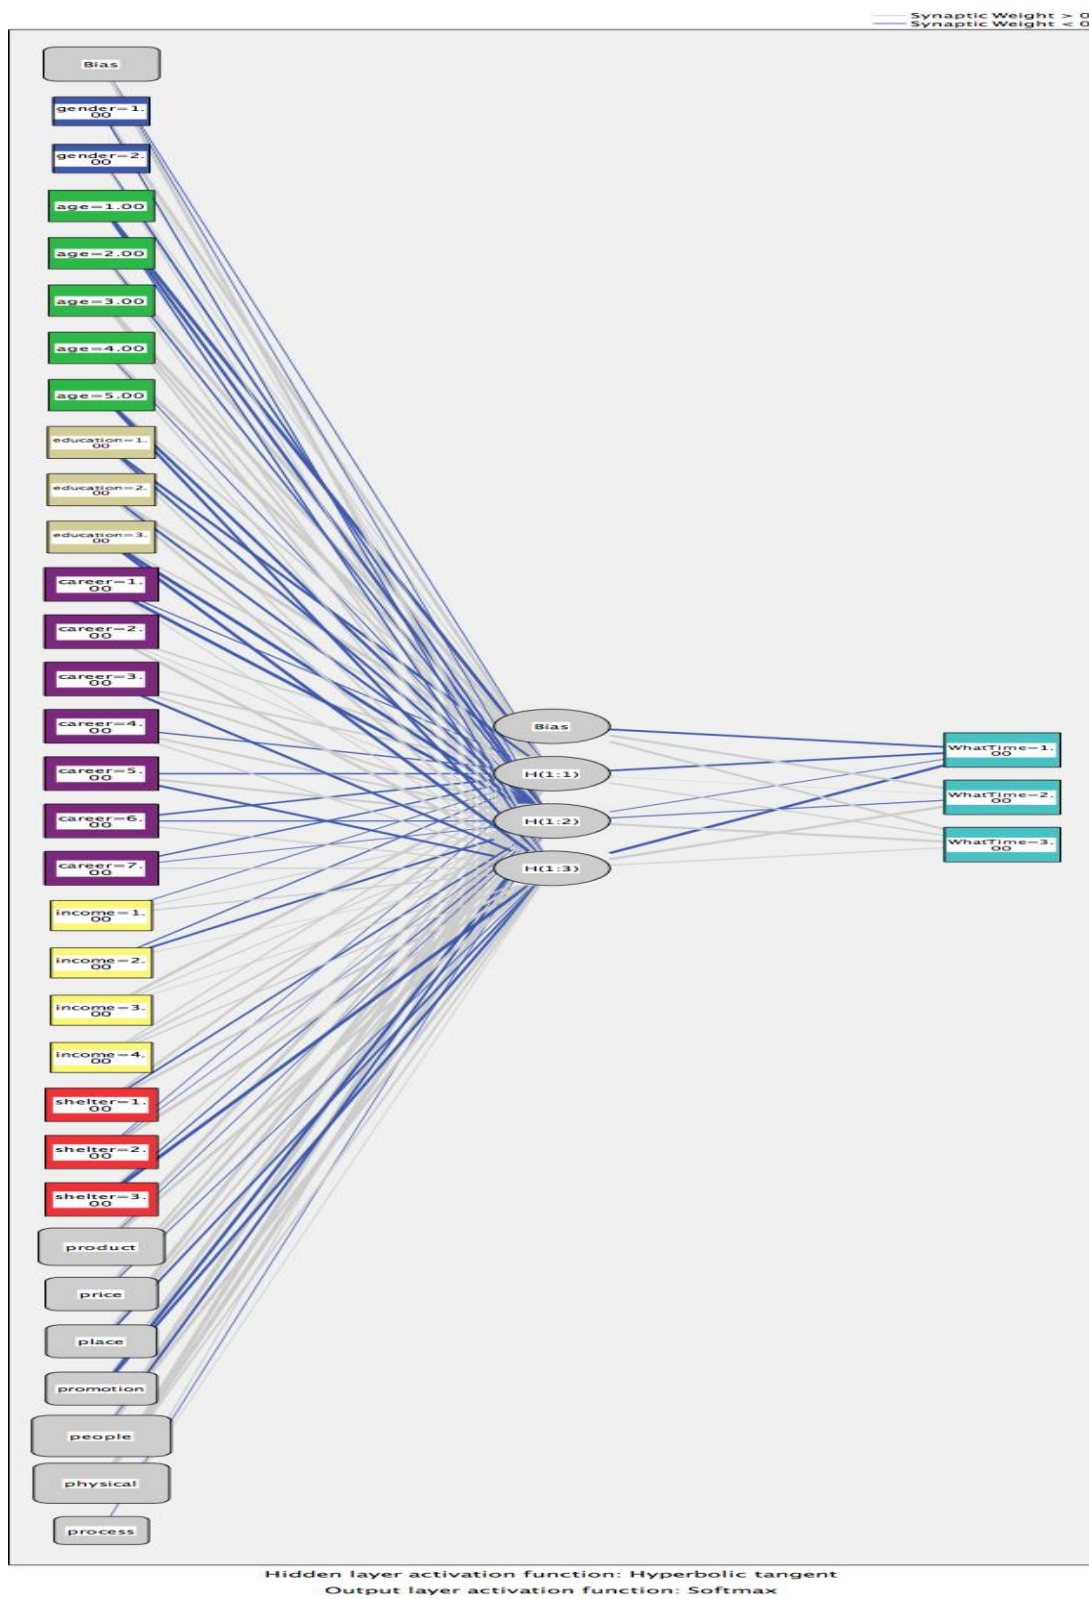 Synaptic Weight > 0
Synaptic Weight < 0
Bias
gender=1.
00
gender=2.
00
age=1.00
age=2.00
age=3.00
age=4.00
age=5.00
education=1.
00
education=2.
00
education=3.
00
career=1.
00
career=2.
00
career=3.
00
career=4.
00
career=5.
00
career=6.
00
career=7.
00
income=1.
00
income=2.
00
income=3.
00
income=4.
00
shelter=1.
00
shelter=2.
00
shelter=3.
00
product
price
place
promotion
people
physical
process
Bias
H(1:1)
H(1:2)
H(1:3)
WhatTime=1.
00
WhatTime=2.
00
WhatTime=3.
00
Hidden layer activation function: Hyperbolic tangent
Output layer activation function: Softmax